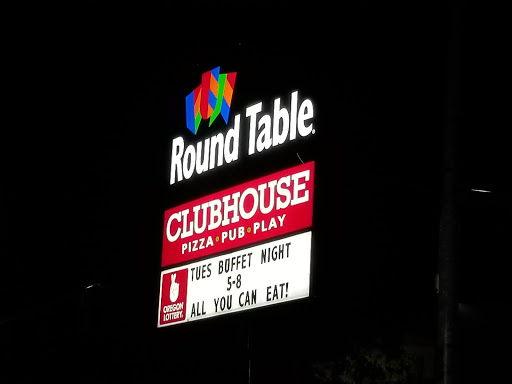 Round Table.
CLUBHOUSE
PIZZA • PUB • PLAY
TUES BUFFET NIGHT
5-8
ALL YOU CAN EAT!
OREGON
LOTTERY.